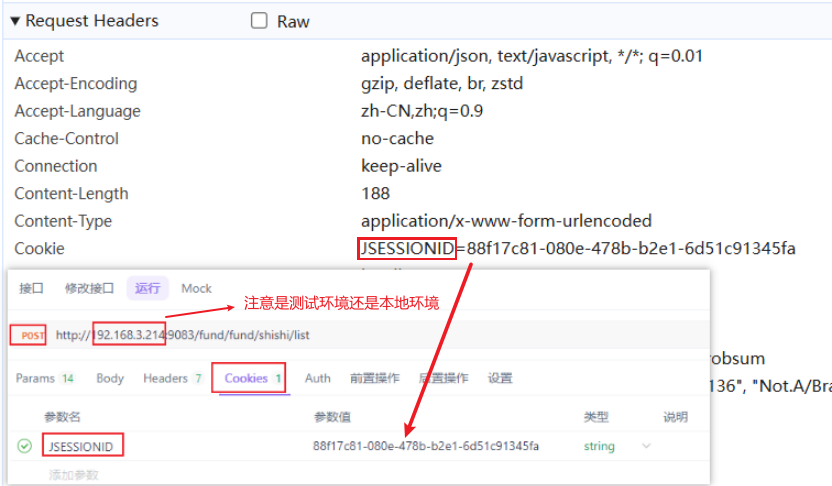 ▼ Request Headers Raw
Accept application/json, text/javascript, */*; q=0.01
Accept-Encoding gzip, deflate, br, zstd
Accept-Language zh-CN,zh;q=0.9
Cache-Control no-cache
Connection keep-alive
Content-Length 188
Content-Type application/x-www-form-urlencoded
Cookie JSESSIONID=88f17c81-080e-478b-b2e1-6d51c91345fa
接口 修改接口 运行 Mock
注意是测试环境还是本地环境
POST http://192.168.3.214:9083/fund/fund/shishi/list
robsum
Params 14 Body Headers 7 Cookies 1 Auth 前置操作 后置操作 设置
136", "Not.A/Bra
参数名 参数值 类型 说明
JSESSIONID 88f17c81-080e-478b-b2e1-6d51c91345fa string
添加参数